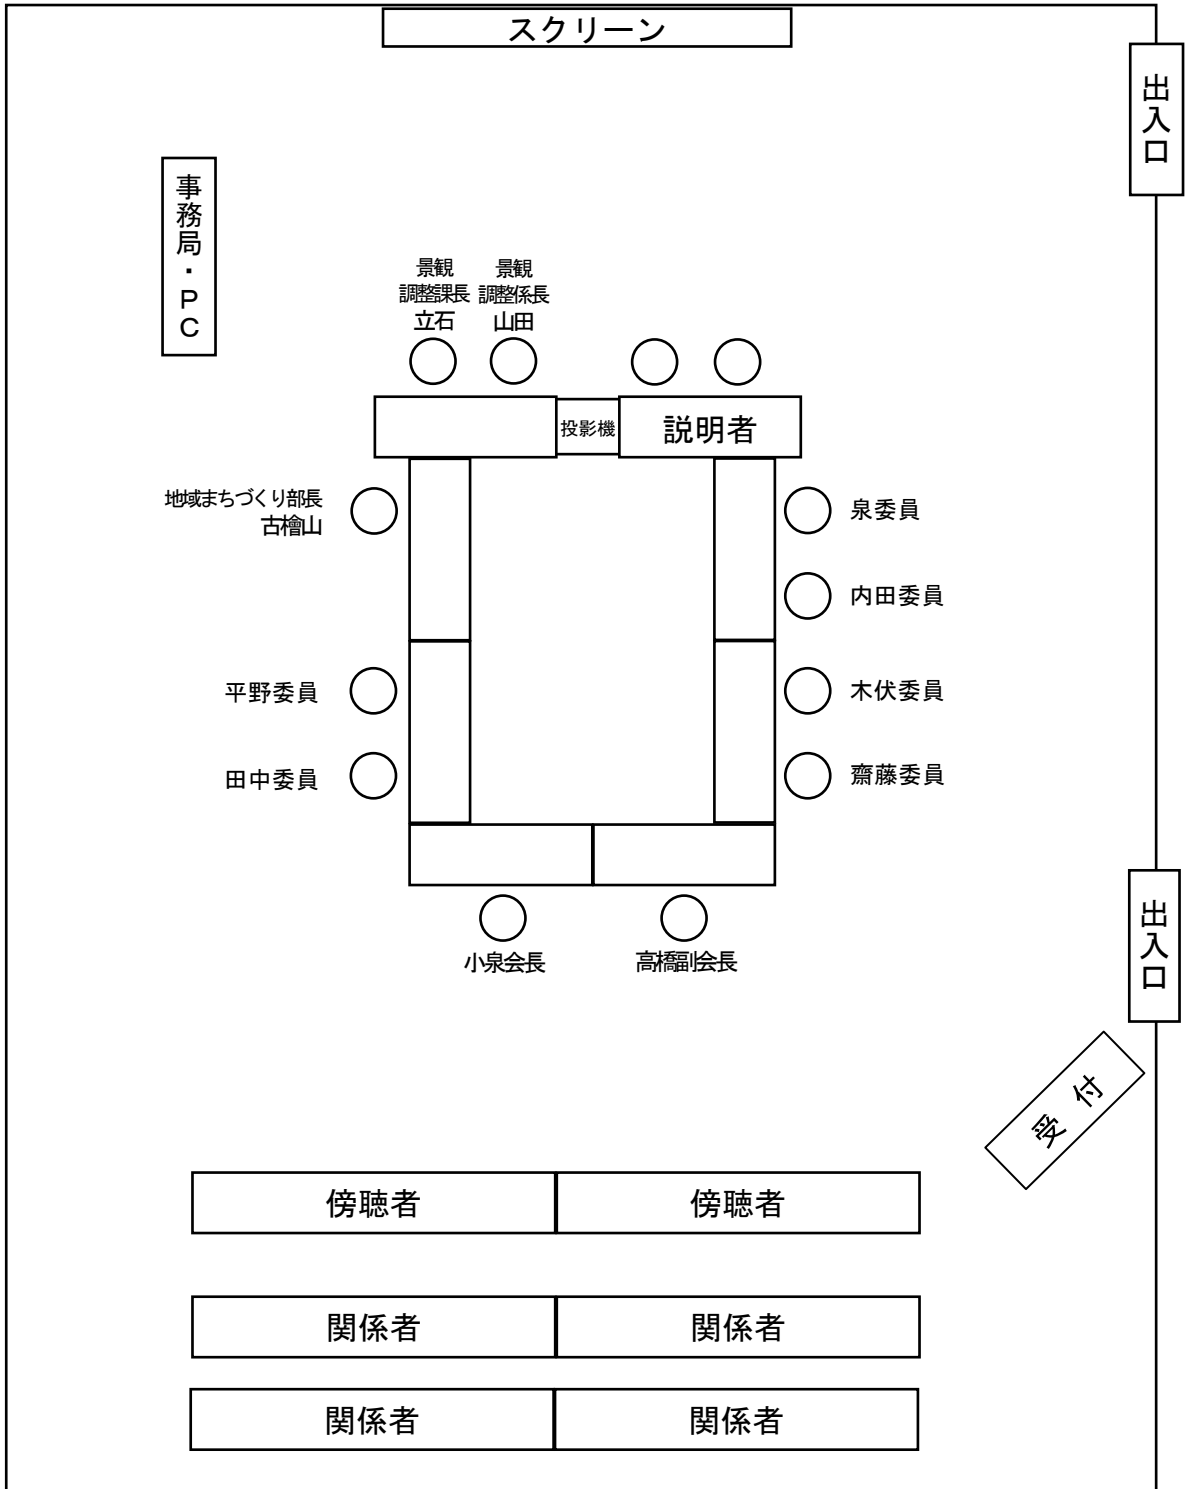 スクリーン
出入口
事務局・PC
景観
調整課長
立石
景観
調整係長
山田
投影機
説明者
地域まちづくり部長
古檜山
泉委員
内田委員
平野委員
木伏委員
田中委員
齋藤委員
小泉会長
高橋副会長
出入口
受付
傍聴者
傍聴者
関係者
関係者
関係者
関係者